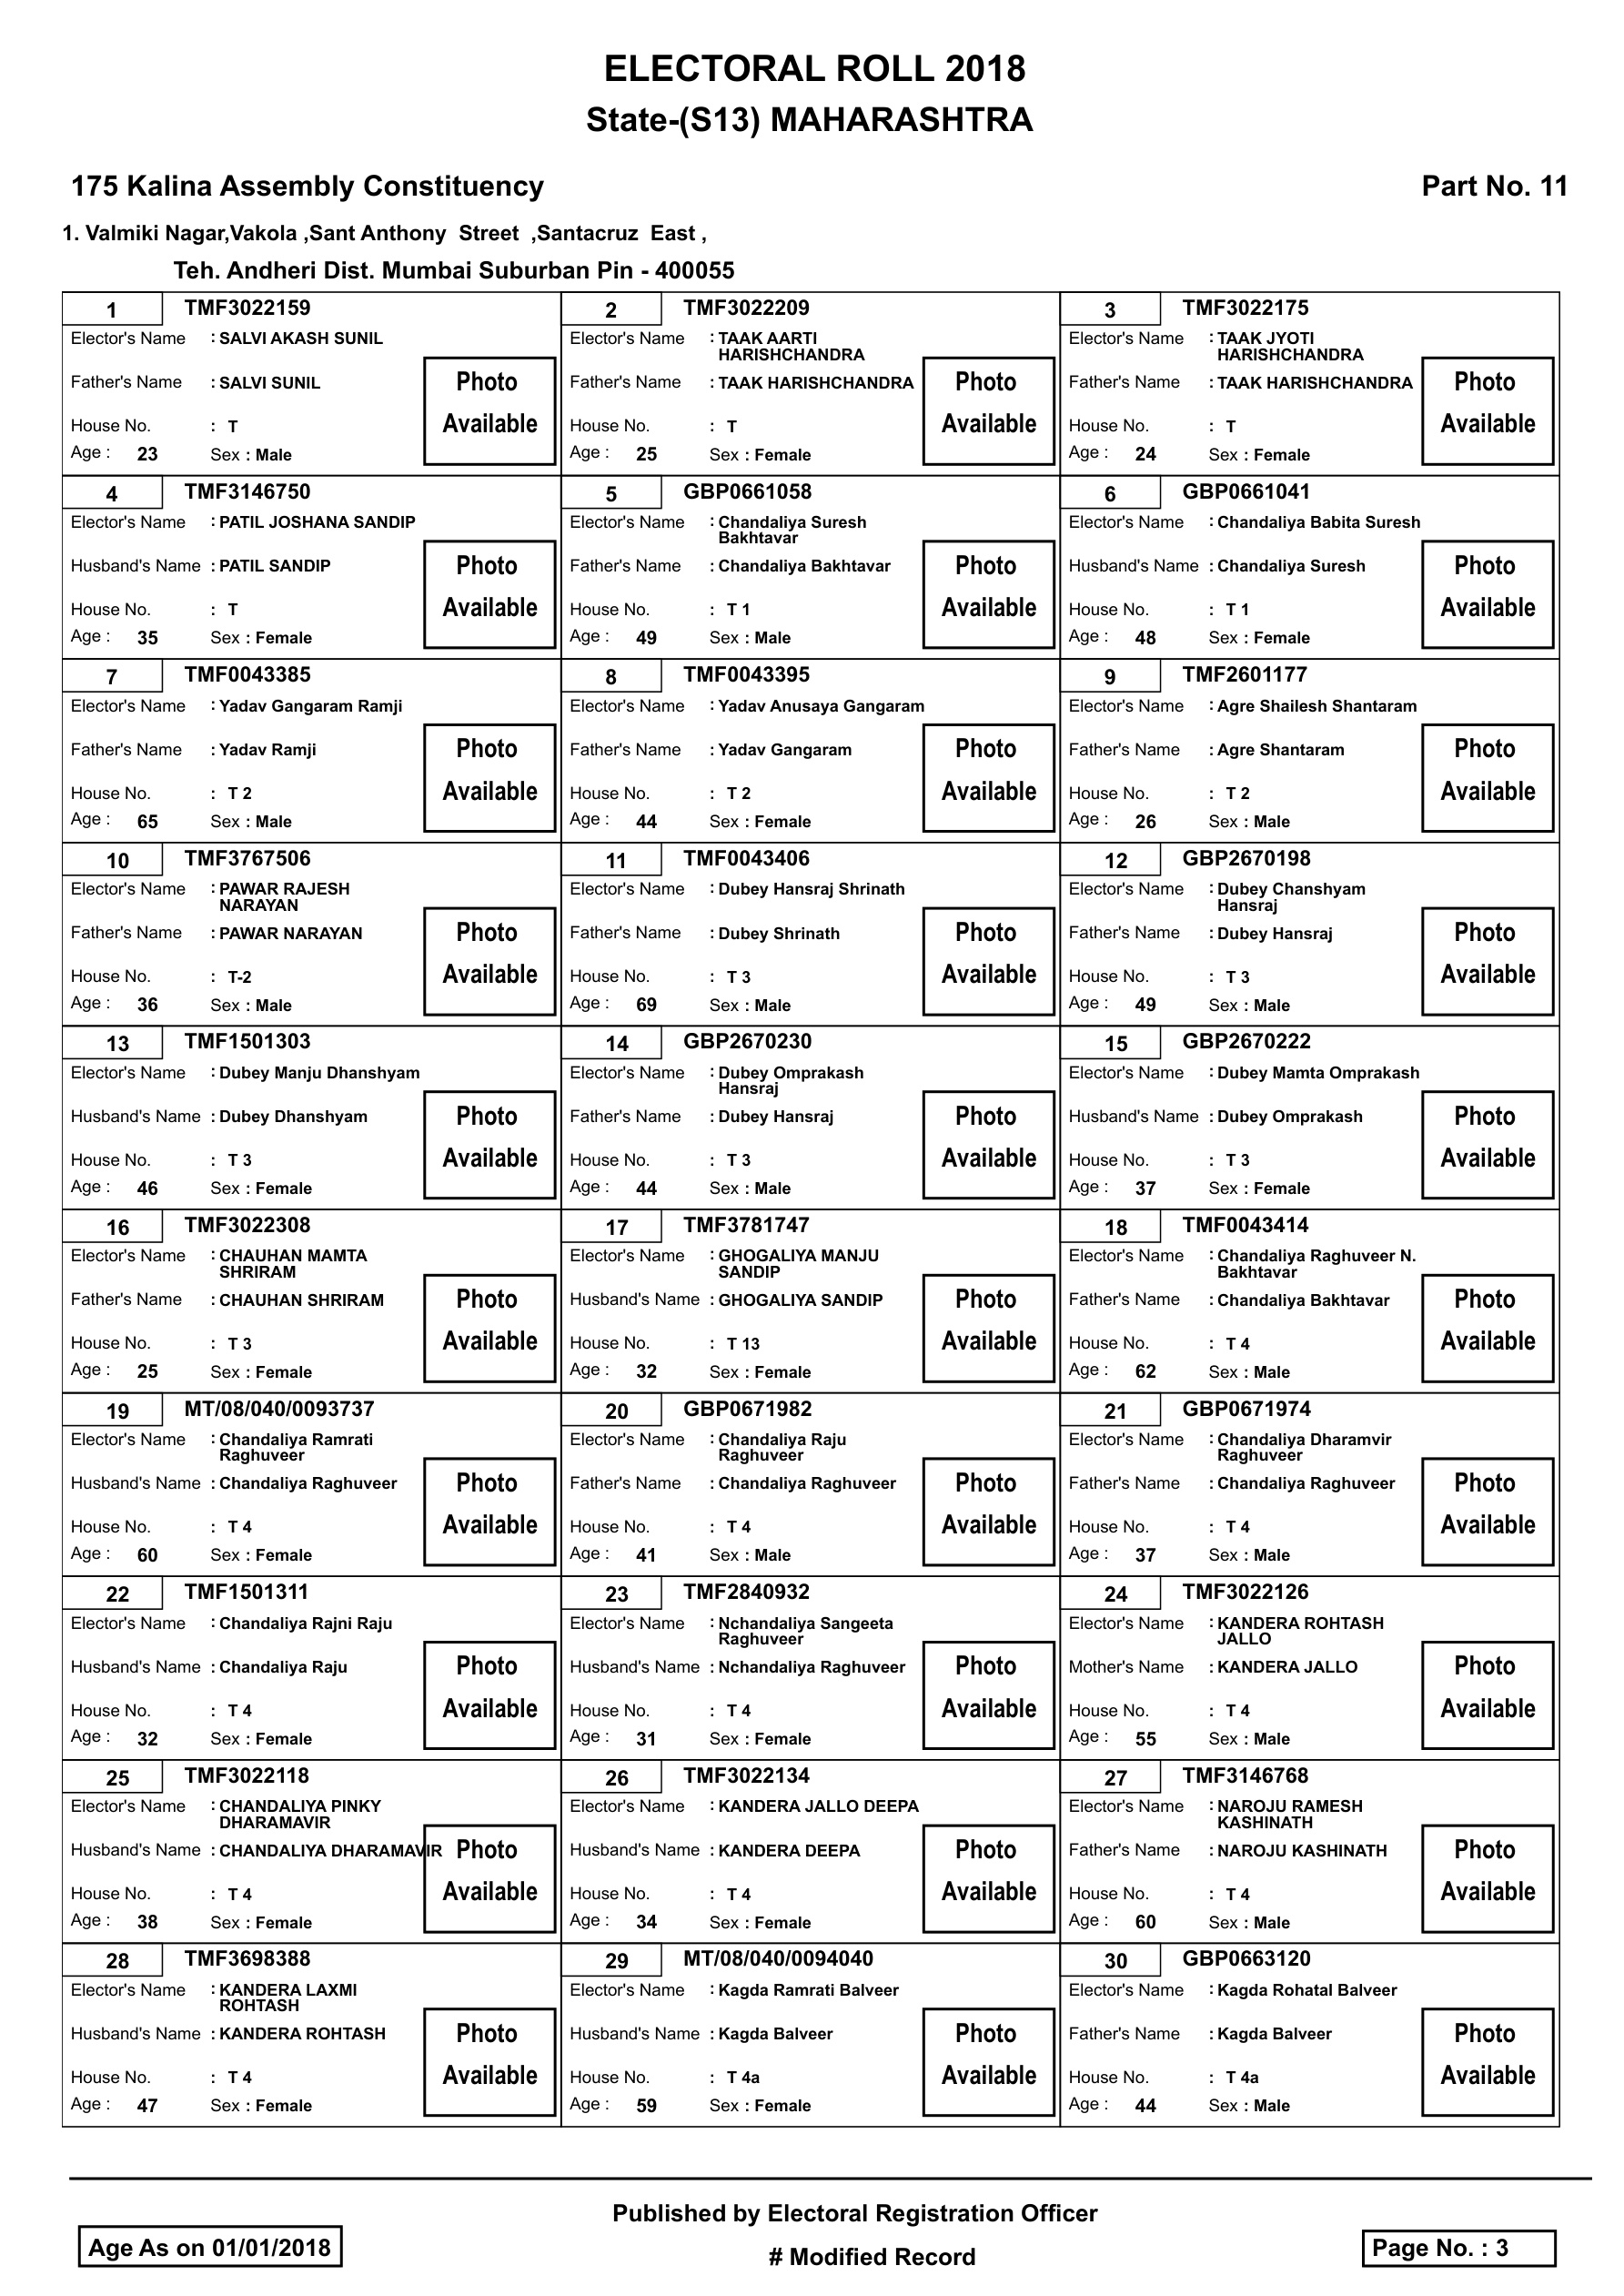 ELECTORAL ROLL 2018
State-(S13) MAHARASHTRA
175 Kalina Assembly Constituency Part No. 11
1. Valmiki Nagar,Vakola ,Sant Anthony Street ,Santacruz East ,
Teh. Andheri Dist. Mumbai Suburban Pin - 400055
1 TMF3022159
Elector's Name : SALVI AKASH SUNIL
Father's Name : SALVI SUNIL
House No. : T
Age : 23 Sex : Male
Photo
Available
2 TMF3022209
Elector's Name : TAAK AARTI
HARISHCHANDRA
Father's Name : TAAK HARISHCHANDRA
House No. : T
Age : 25 Sex : Female
Photo
Available
3 TMF3022175
Elector's Name : TAAK JYOTI
HARISHCHANDRA
Father's Name : TAAK HARISHCHANDRA
House No. : T
Age : 24 Sex : Female
Photo
Available
4 TMF3146750
Elector's Name : PATIL JOSHANA SANDIP
Husband's Name : PATIL SANDIP
House No. : T
Age : 35 Sex : Female
Photo
Available
5 GBP0661058
Elector's Name : Chandaliya Suresh
Bakhtavar
Father's Name : Chandaliya Bakhtavar
House No. : T 1
Age : 49 Sex : Male
Photo
Available
6 GBP0661041
Elector's Name : Chandaliya Babita Suresh
Husband's Name : Chandaliya Suresh
House No. : T 1
Age : 48 Sex : Female
Photo
Available
7 TMF0043385
Elector's Name : Yadav Gangaram Ramji
Father's Name : Yadav Ramji
House No. : T 2
Age : 65 Sex : Male
Photo
Available
8 TMF0043395
Elector's Name : Yadav Anusaya Gangaram
Father's Name : Yadav Gangaram
House No. : T 2
Age : 44 Sex : Female
Photo
Available
9 TMF2601177
Elector's Name : Agre Shailesh Shantaram
Father's Name : Agre Shantaram
House No. : T 2
Age : 26 Sex : Male
Photo
Available
10 TMF3767506
Elector's Name : PAWAR RAJESH
NARAYAN
Father's Name : PAWAR NARAYAN
House No. : T-2
Age : 36 Sex : Male
Photo
Available
11 TMF0043406
Elector's Name : Dubey Hansraj Shrinath
Father's Name : Dubey Shrinath
House No. : T 3
Age : 69 Sex : Male
Photo
Available
12 GBP2670198
Elector's Name : Dubey Chanshyam
Hansraj
Father's Name : Dubey Hansraj
House No. : T 3
Age : 49 Sex : Male
Photo
Available
13 TMF1501303
Elector's Name : Dubey Manju Dhanshyam
Husband's Name : Dubey Dhanshyam
House No. : T 3
Age : 46 Sex : Female
Photo
Available
14 GBP2670230
Elector's Name : Dubey Omprakash
Hansraj
Father's Name : Dubey Hansraj
House No. : T 3
Age : 44 Sex : Male
Photo
Available
15 GBP2670222
Elector's Name : Dubey Mamta Omprakash
Husband's Name : Dubey Omprakash
House No. : T 3
Age : 37 Sex : Female
Photo
Available
16 TMF3022308
Elector's Name : CHAUHAN MAMTA
SHRIRAM
Father's Name : CHAUHAN SHRIRAM
House No. : T 3
Age : 25 Sex : Female
Photo
Available
17 TMF3781747
Elector's Name : GHOGALIYA MANJU
SANDIP
Husband's Name : GHOGALIYA SANDIP
House No. : T 13
Age : 32 Sex : Female
Photo
Available
18 TMF0043414
Elector's Name : Chandaliya Raghuveer N.
Bakhtavar
Father's Name : Chandaliya Bakhtavar
House No. : T 4
Age : 62 Sex : Male
Photo
Available
19 MT/08/040/0093737
Elector's Name : Chandaliya Ramrati
Raghuveer
Husband's Name : Chandaliya Raghuveer
House No. : T 4
Age : 60 Sex : Female
Photo
Available
20 GBP0671982
Elector's Name : Chandaliya Raju
Raghuveer
Father's Name : Chandaliya Raghuveer
House No. : T 4
Age : 41 Sex : Male
Photo
Available
21 GBP0671974
Elector's Name : Chandaliya Dharamvir
Raghuveer
Father's Name : Chandaliya Raghuveer
House No. : T 4
Age : 37 Sex : Male
Photo
Available
22 TMF1501311
Elector's Name : Chandaliya Rajni Raju
Husband's Name : Chandaliya Raju
House No. : T 4
Age : 32 Sex : Female
Photo
Available
23 TMF2840932
Elector's Name : Nchandaliya Sangeeta
Raghuveer
Husband's Name : Nchandaliya Raghuveer
House No. : T 4
Age : 31 Sex : Female
Photo
Available
24 TMF3022126
Elector's Name : KANDERA ROHTASH
JALLO
Mother's Name : KANDERA JALLO
House No. : T 4
Age : 55 Sex : Male
Photo
Available
25 TMF3022118
Elector's Name : CHANDALIYA PINKY
DHARAMAVIR
Husband's Name : CHANDALIYA DHARAMAVIR
House No. : T 4
Age : 38 Sex : Female
Photo
Available
26 TMF3022134
Elector's Name : KANDERA JALLO DEEPA
Husband's Name : KANDERA DEEPA
House No. : T 4
Age : 34 Sex : Female
Photo
Available
27 TMF3146768
Elector's Name : NAROJU RAMESH
KASHINATH
Father's Name : NAROJU KASHINATH
House No. : T 4
Age : 60 Sex : Male
Photo
Available
28 TMF3698388
Elector's Name : KANDERA LAXMI
ROHTASH
Husband's Name : KANDERA ROHTASH
House No. : T 4
Age : 47 Sex : Female
Photo
Available
29 MT/08/040/0094040
Elector's Name : Kagda Ramrati Balveer
Husband's Name : Kagda Balveer
House No. : T 4a
Age : 59 Sex : Female
Photo
Available
30 GBP0663120
Elector's Name : Kagda Rohatal Balveer
Father's Name : Kagda Balveer
House No. : T 4a
Age : 44 Sex : Male
Photo
Available
Published by Electoral Registration Officer
Age As on 01/01/2018
# Modified Record
Page No. : 3